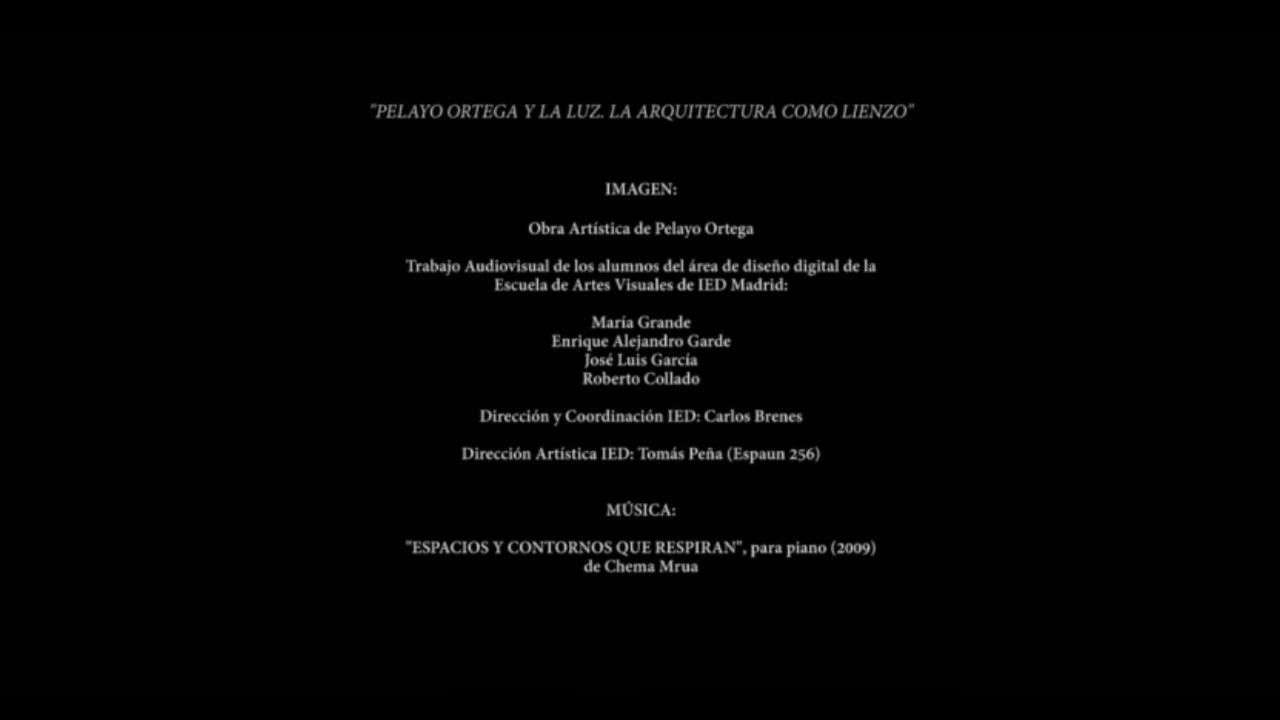 "PELAYO ORTEGA Y LA LUZ. LA ARQUITECTURA COMO LIENZO"
IMAGEN:
Obra Artística de Pelayo Ortega
Trabajo Audiovisual de los alumnos del área de diseño digital de la
Escuela de Artes Visuales de IED Madrid:
María Grande
Enrique Alejandro Garde
José Luis García
Roberto Collado
Dirección y Coordinación IED: Carlos Brenes
Dirección Artística IED: Tomás Peña (Espaun 256)
MÚSICA:
"ESPACIOS Y CONTORNOS QUE RESPIRAN", para piano (2009)
de Chema Mrua